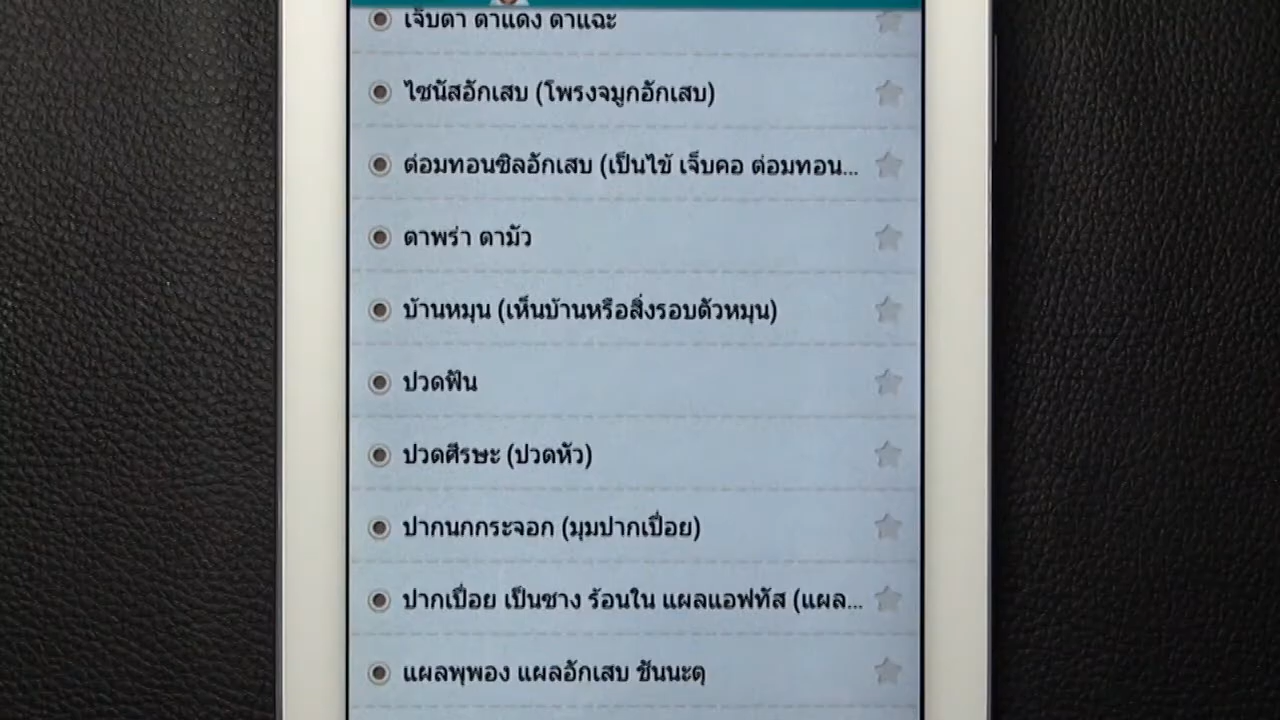 เจ็บตา ตาแดง ตาแฉะ
ไซนัสอักเสบ (โพรงจมูกอักเสบ)
ต่อมทอนซิลอักเสบ (เป็นไข้ เจ็บคอ ต่อมทอน...
ตาพร่า ตามัว
บ้านหมุน (เห็นบ้านหรือสิ่งรอบตัวหมุน)
ปวดฟัน
ปวดศีรษะ (ปวดหัว)
ปากนกกระจอก (มุมปากเปื่อย)
ปากเปื่อย เป็นซาง ร้อนใน แผลแอฟทัส (แผล...
แผลพุพอง แผลอักเสบ ชันนะตุ